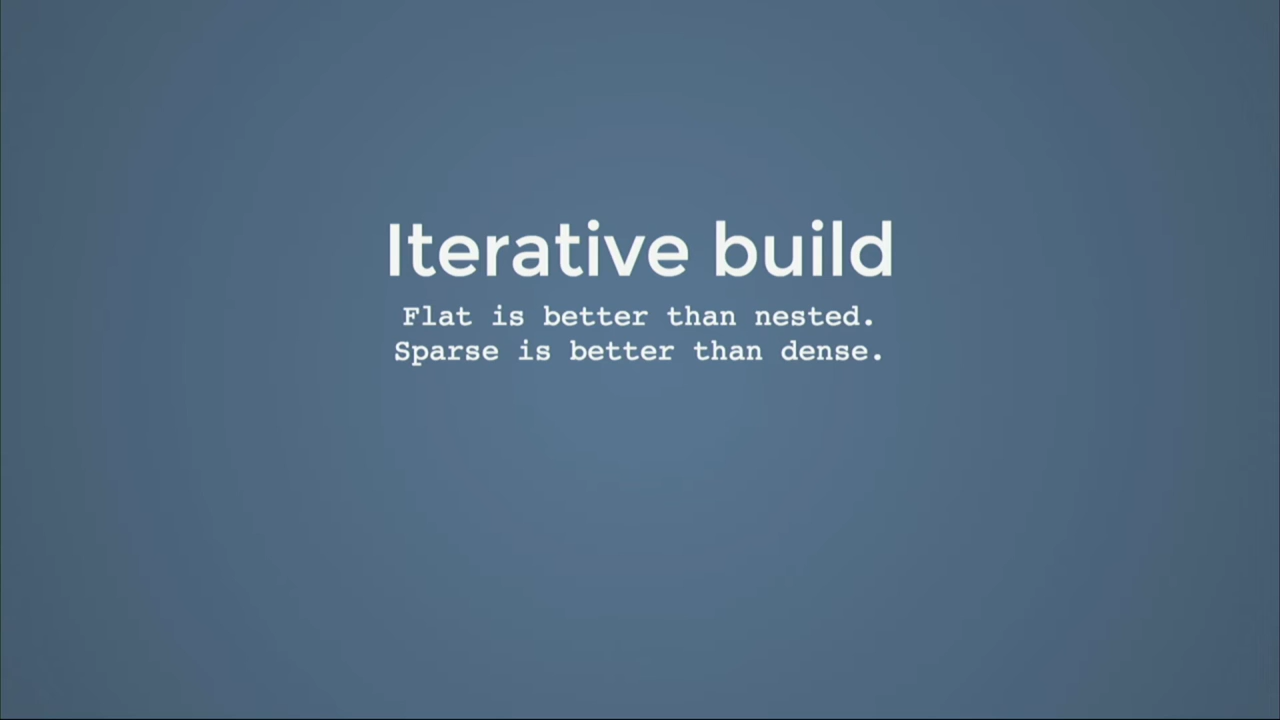 Iterative build
Flat is better than nested.
Sparse is better than dense.